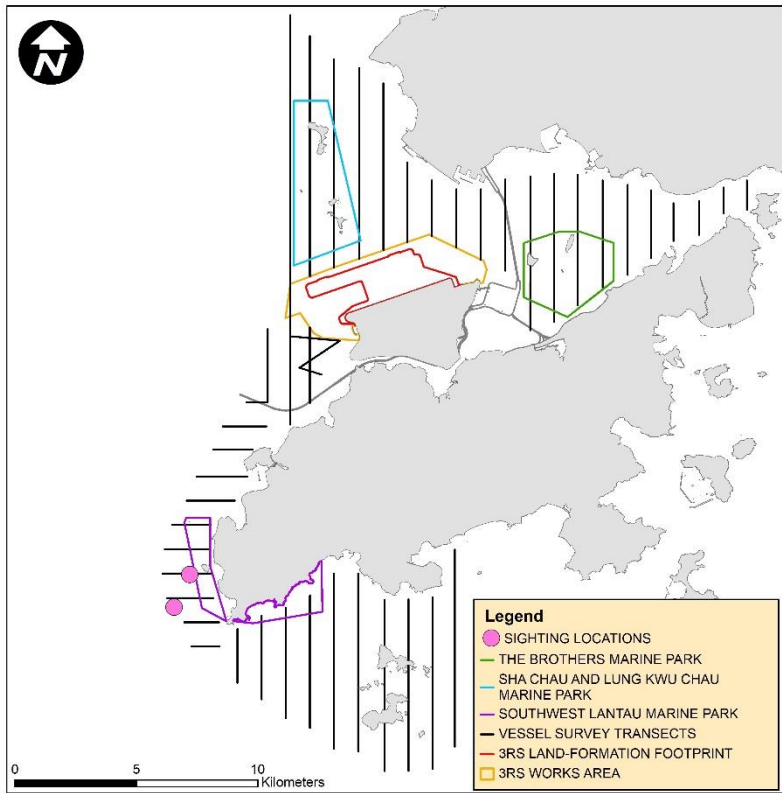 N
Legend
SIGHTING LOCATIONS
THE BROTHERS MARINE PARK
SHA CHAU AND LUNG KWU CHAU
MARINE PARK
SOUTHWEST LANTAU MARINE PARK
VESSEL SURVEY TRANSECTS
3RS LAND-FORMATION FOOTPRINT
3RS WORKS AREA
0 5 10
Kilometers